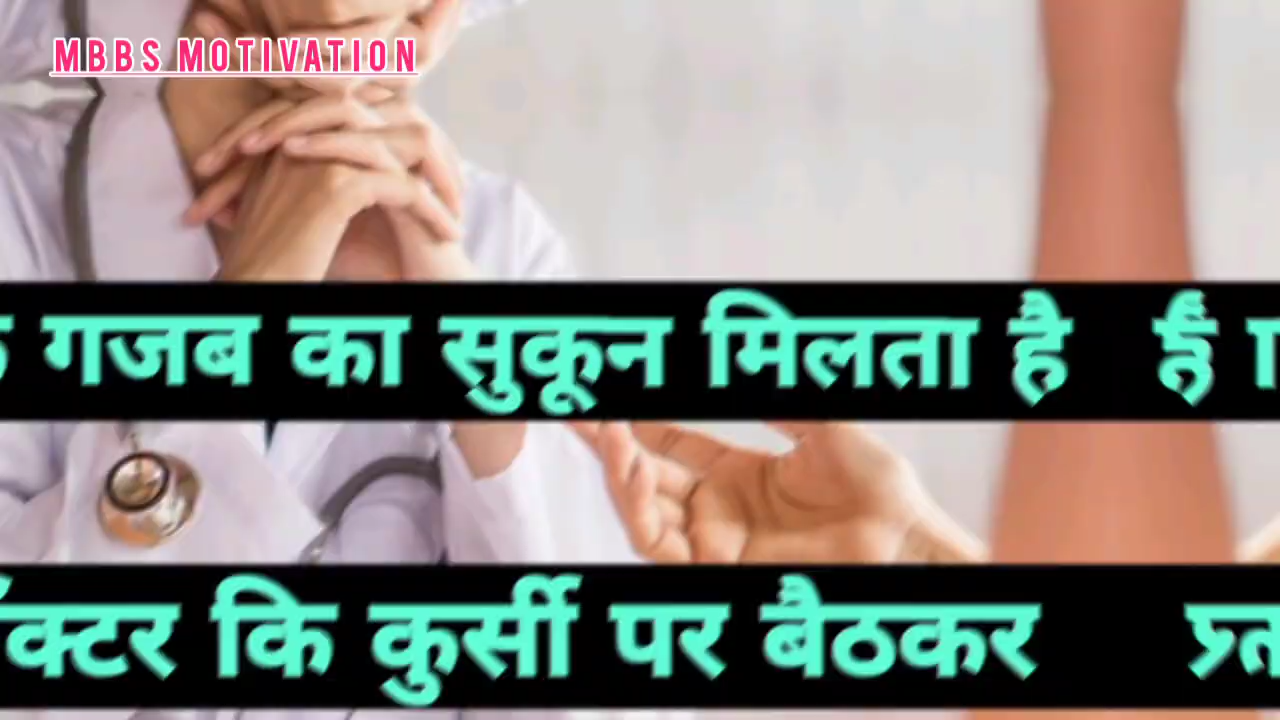 MBBS MOTIVATION
गजब का सुकून मिलता है
कि कुर्सी पर बैठकर